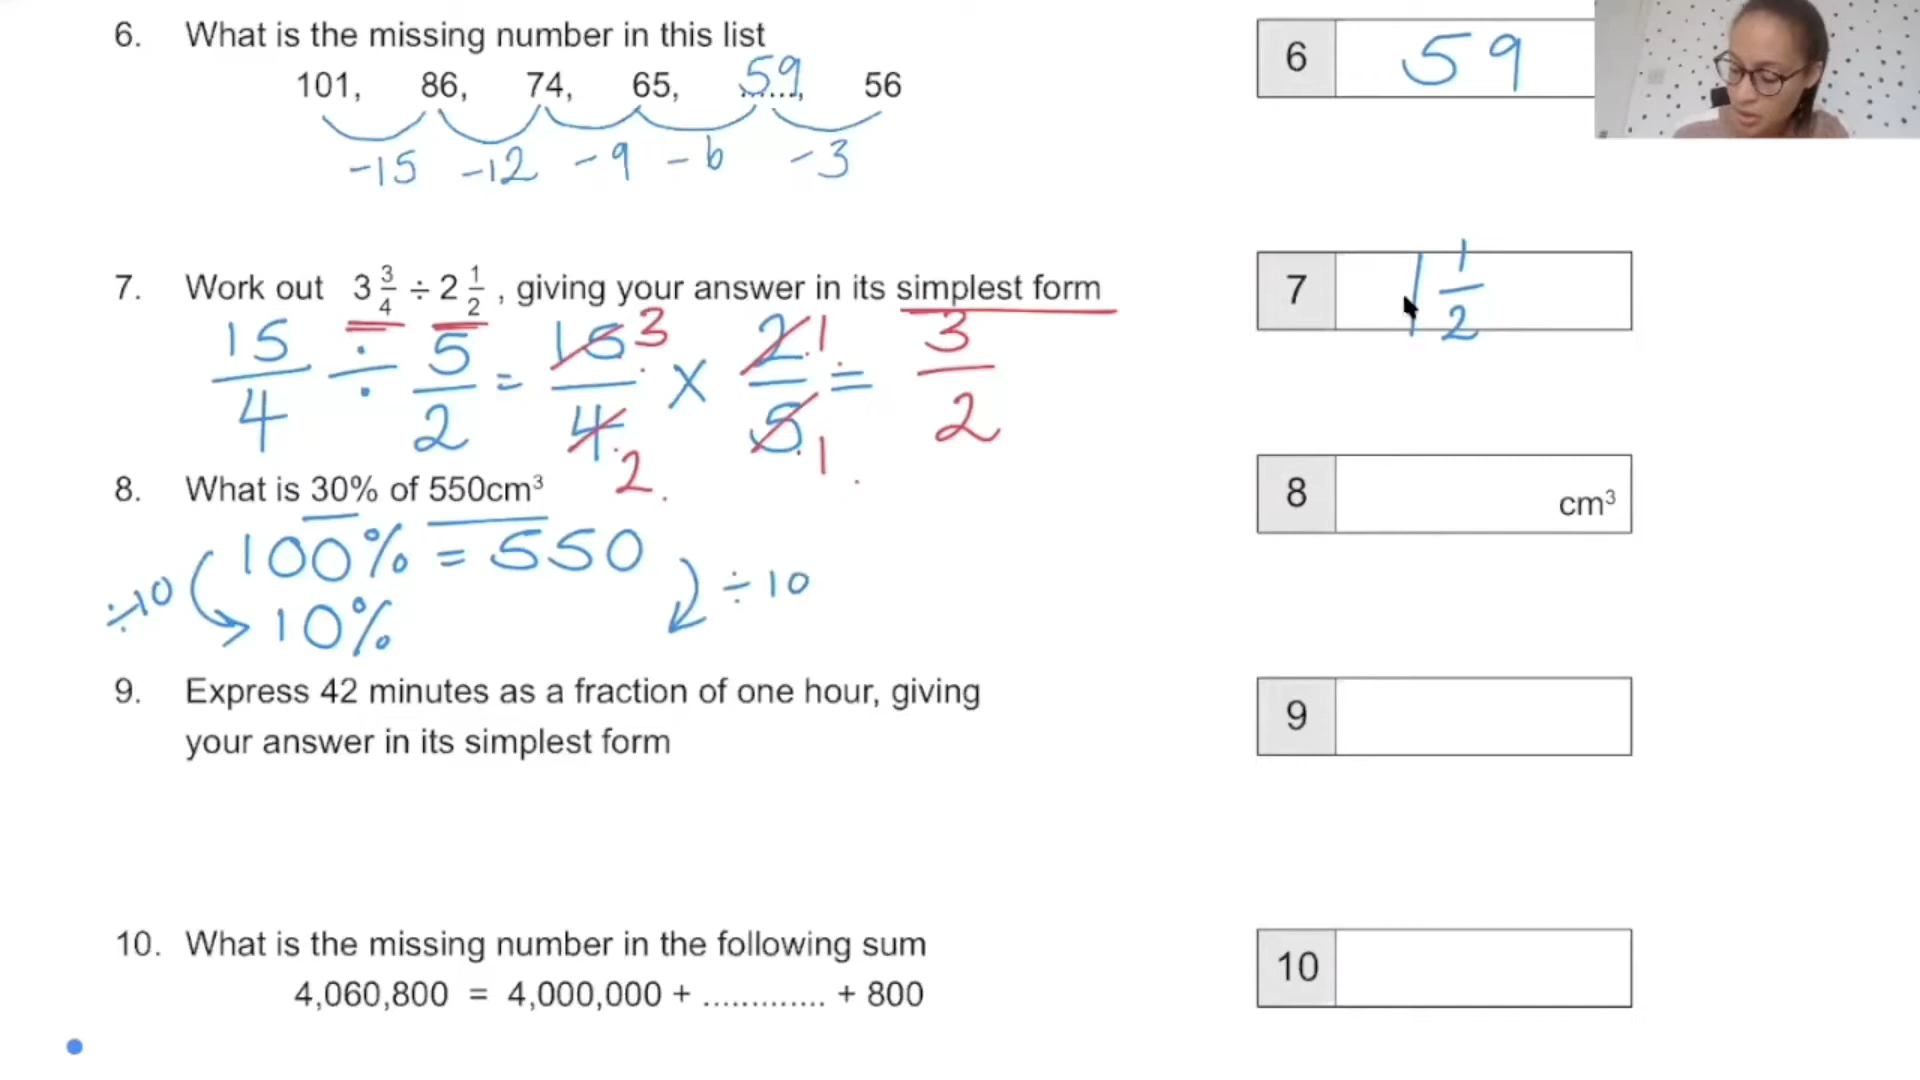 6. What is the missing number in this list
101, 86, 74, 65, 59, 56
-15 -12 -9 -6 -3
6 59
7. Work out 3 3/4 ÷ 2 1/2 , giving your answer in its simplest form
15/4 ÷ 5/2 = 15/4 3 2 × 2/5 1 1 = 3/2
7 1 1/2
8. What is 30% of 550cm³
100% = 550
÷10 10% ÷10
8 cm³
9. Express 42 minutes as a fraction of one hour, giving
your answer in its simplest form
9
10. What is the missing number in the following sum
4,060,800 = 4,000,000 + ............. + 800
10